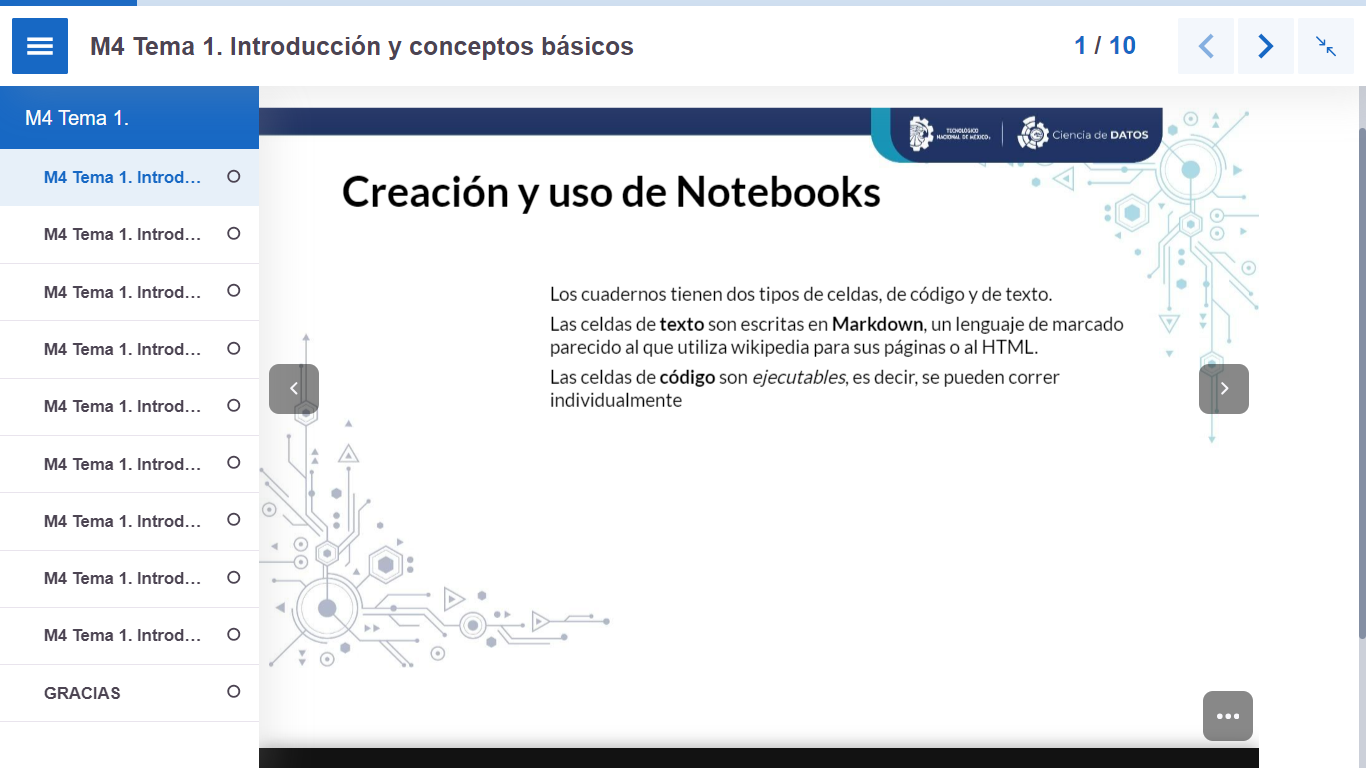 M4 Tema 1. Introducción y conceptos básicos
1 / 10
M4 Tema 1.
M4 Tema 1. Introd...
M4 Tema 1. Introd...
M4 Tema 1. Introd...
M4 Tema 1. Introd...
M4 Tema 1. Introd...
M4 Tema 1. Introd...
M4 Tema 1. Introd...
M4 Tema 1. Introd...
M4 Tema 1. Introd...
GRACIAS
TECNOLÓGICO
NACIONAL DE MÉXICO.
Ciencia de DATOS
Creación y uso de Notebooks
Los cuadernos tienen dos tipos de celdas, de código y de texto.
Las celdas de texto son escritas en Markdown, un lenguaje de marcado
parecido al que utiliza wikipedia para sus páginas o al HTML.
Las celdas de código son ejecutables, es decir, se pueden correr
individualmente